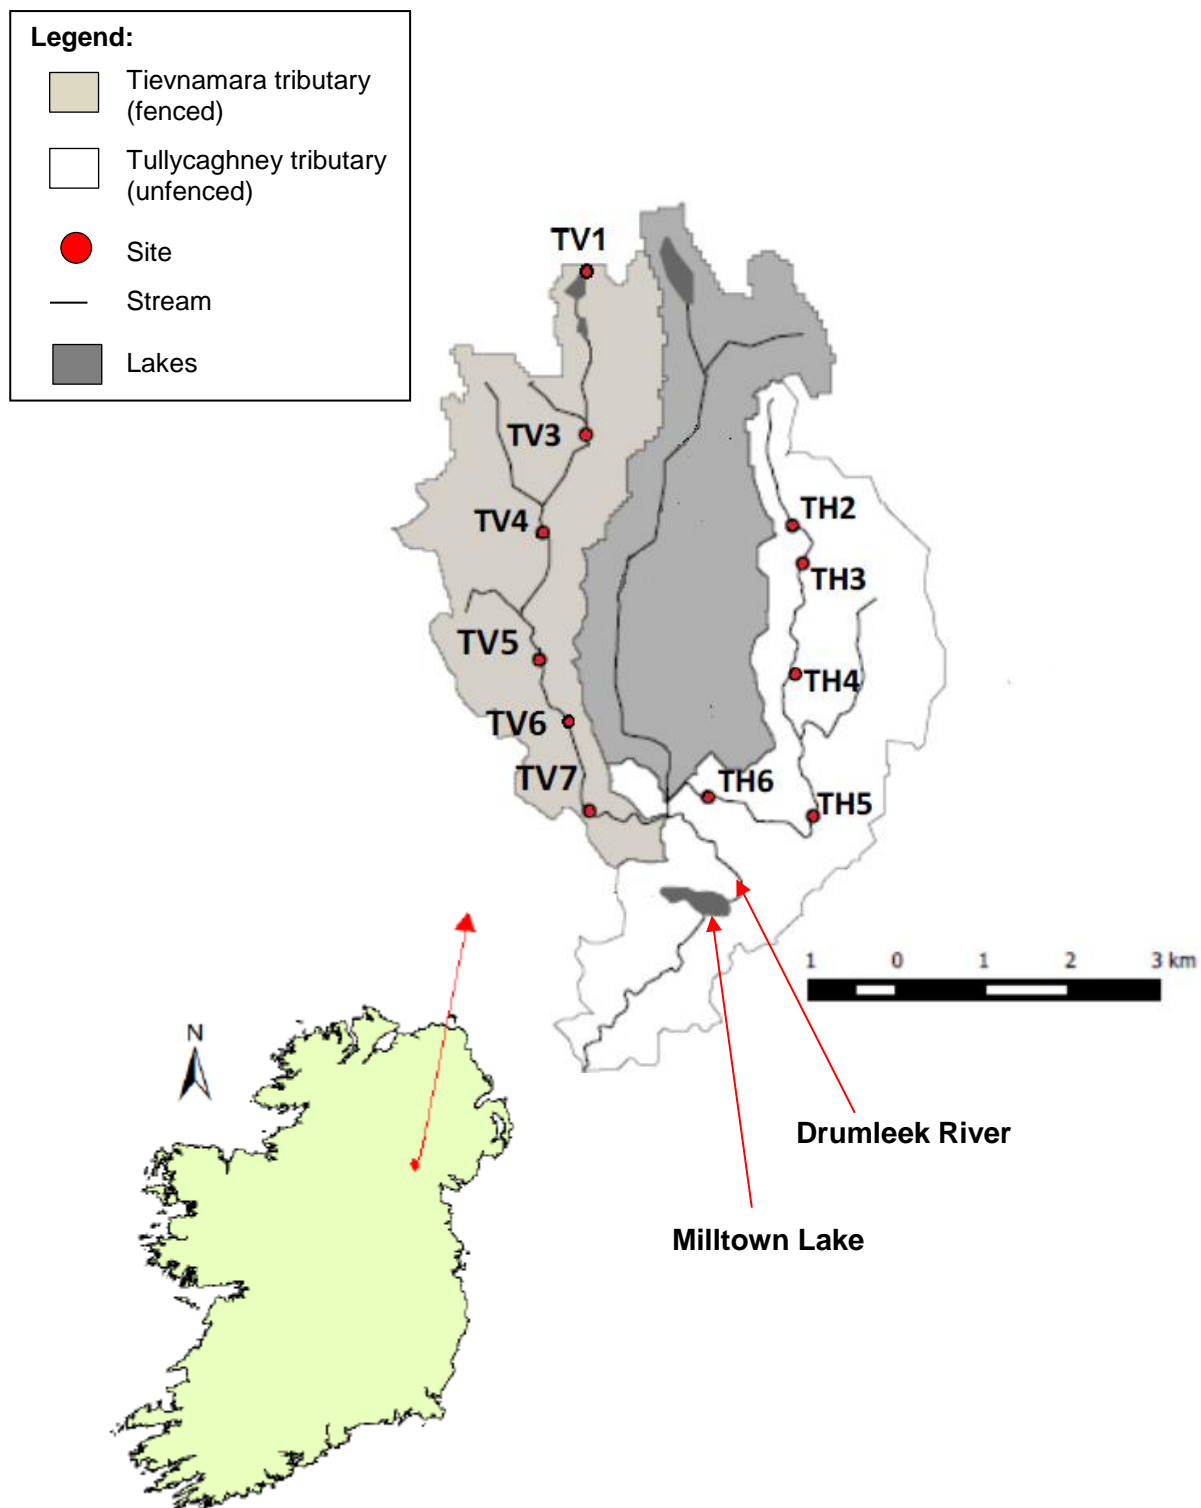 Legend:
Tievnamara tributary
(fenced)
Tullycaghney tributary
(unfenced)
Site
Stream
Lakes
TV1
TV3
TV4
TH2
TH3
TV5
TH4
TV6
TV7
TH6
TH5
1 0 1 2 3 km
N
Drumleek River
Milltown Lake